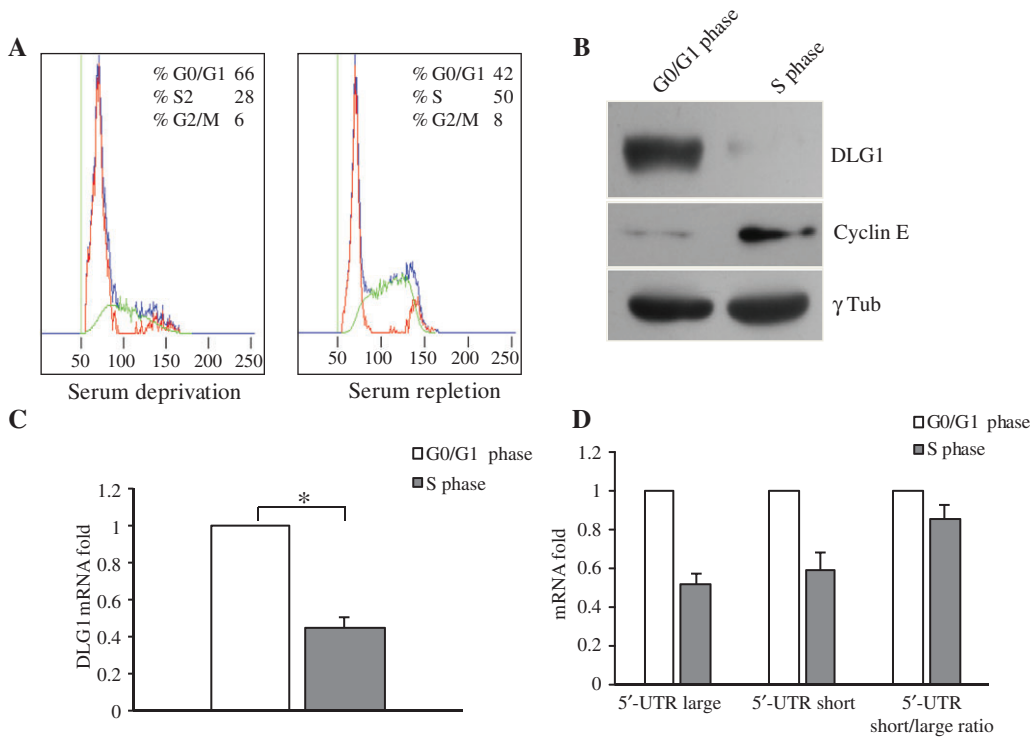 A
% G0/G1 66
% S2 28
% G2/M 6
50 100 150 200 250
Serum deprivation
% G0/G1 42
% S 50
% G2/M 8
50 100 150 200 250
Serum repletion
B
G0/G1 phase
S phase
DLG1
Cyclin E
γ Tub
C
G0/G1 phase
S phase
*
DLG1 mRNA fold
1.2
1
0.8
0.6
0.4
0.2
0
D
G0/G1 phase
S phase
mRNA fold
1.2
1
0.8
0.6
0.4
0.2
0
5′-UTR large
5′-UTR short
5′-UTR
short/large ratio